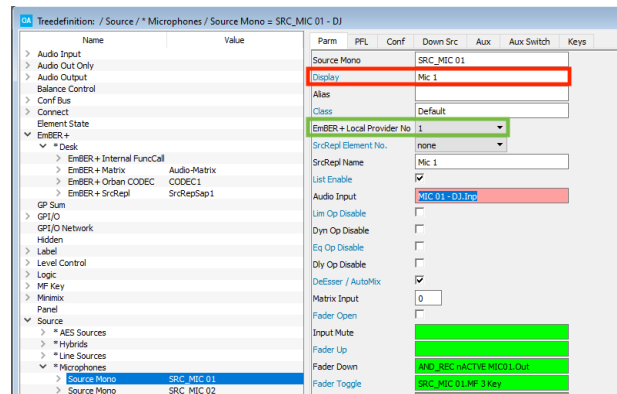 OA Treedefinition: / Source / * Microphones / Source Mono = SRC_MIC 01 - DJ
Name Value
Audio Input
Audio Out Only
Audio Output
Balance Control
Conf Bus
Connect
Element State
EmBER+
* Desk
EmBER+ Internal FuncCall
EmBER+ Matrix Audio-Matrix
EmBER+ Orban CODEC CODEC1
EmBER+ SrcRepl SrcRepSap1
GP Sum
GPI/O
GPI/O Network
Hidden
Label
Level Control
Logic
MF Key
Minimix
Panel
Source
* AES Sources
* Hybrids
* Line Sources
* Microphones
Source Mono SRC_MIC 01
Source Mono SRC_MIC 02
Parm PFL Conf Down Src Aux Aux Switch Keys
Source Mono SRC_MIC 01
Display Mic 1
Alias
Class Default
EmBER+ Local Provider No 1
SrcRepl Element No. none
SrcRepl Name Mic 1
List Enable
Audio Input MIC 01 - DJ.Inp
Lim Op Disable
Dyn Op Disable
Eq Op Disable
Dly Op Disable
DeEsser / AutoMix
Matrix Input 0
Fader Open
Input Mute
Fader Up
Fader Down AND_REC nACTVE MIC01.Out
Fader Toggle SRC_MIC 01.MF 3 Key